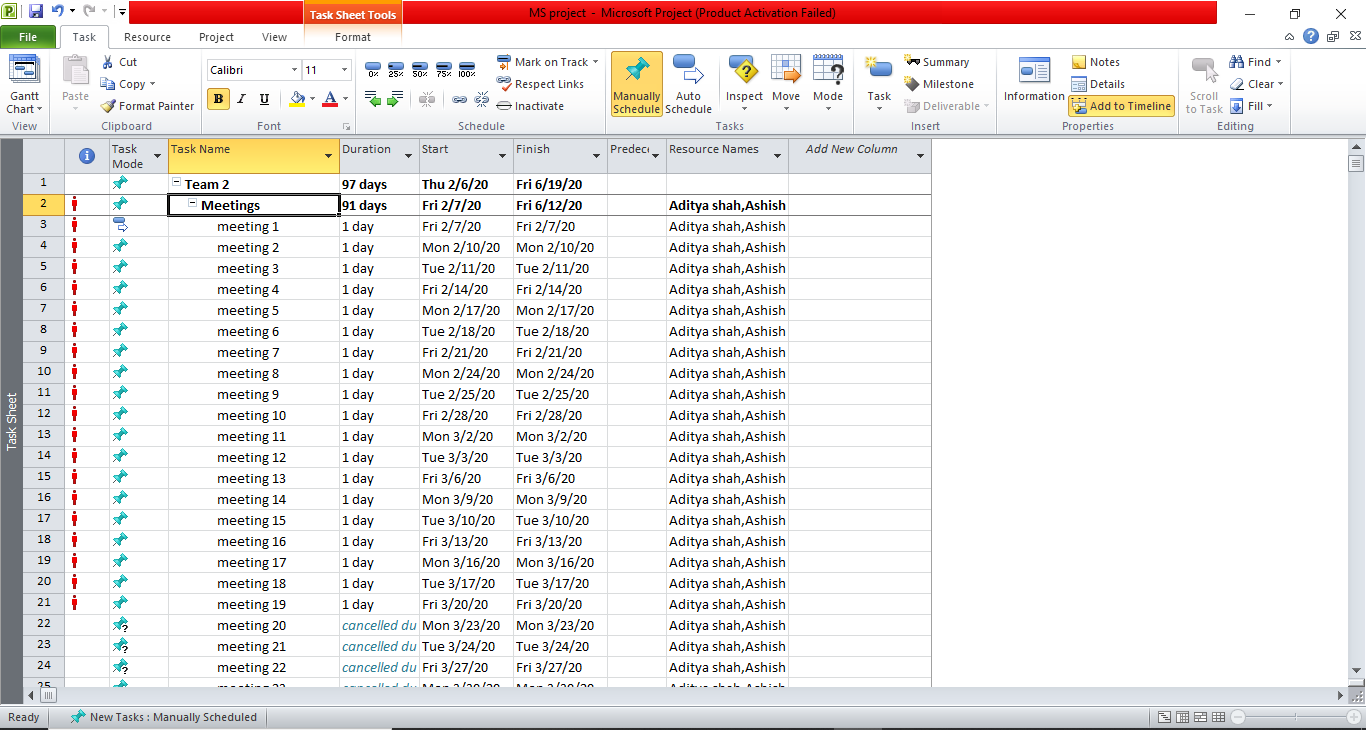 MS project - Microsoft Project (Product Activation Failed)
Task Sheet Tools
File Task Resource Project View Format
Gantt Chart
View
Paste
Cut
Copy
Format Painter
Clipboard
Calibri 11
B I U A
Font
0% 25% 50% 75% 100%
Mark on Track
Respect Links
Inactivate
Schedule
Manually Schedule
Auto Schedule
Inspect
Move
Mode
Tasks
Task
Summary
Milestone
Deliverable
Insert
Information
Notes
Details
Add to Timeline
Properties
Scroll to Task
Find
Clear
Fill
Editing
Task Mode Task Name Duration Start Finish Predec Resource Names Add New Column
1 Team 2 97 days Thu 2/6/20 Fri 6/19/20
2 Meetings 91 days Fri 2/7/20 Fri 6/12/20 Aditya shah,Ashish
3 meeting 1 1 day Fri 2/7/20 Fri 2/7/20 Aditya shah,Ashish
4 meeting 2 1 day Mon 2/10/20 Mon 2/10/20 Aditya shah,Ashish
5 meeting 3 1 day Tue 2/11/20 Tue 2/11/20 Aditya shah,Ashish
6 meeting 4 1 day Fri 2/14/20 Fri 2/14/20 Aditya shah,Ashish
7 meeting 5 1 day Mon 2/17/20 Mon 2/17/20 Aditya shah,Ashish
8 meeting 6 1 day Tue 2/18/20 Tue 2/18/20 Aditya shah,Ashish
9 meeting 7 1 day Fri 2/21/20 Fri 2/21/20 Aditya shah,Ashish
10 meeting 8 1 day Mon 2/24/20 Mon 2/24/20 Aditya shah,Ashish
11 meeting 9 1 day Tue 2/25/20 Tue 2/25/20 Aditya shah,Ashish
12 meeting 10 1 day Fri 2/28/20 Fri 2/28/20 Aditya shah,Ashish
13 meeting 11 1 day Mon 3/2/20 Mon 3/2/20 Aditya shah,Ashish
14 meeting 12 1 day Tue 3/3/20 Tue 3/3/20 Aditya shah,Ashish
15 meeting 13 1 day Fri 3/6/20 Fri 3/6/20 Aditya shah,Ashish
16 meeting 14 1 day Mon 3/9/20 Mon 3/9/20 Aditya shah,Ashish
17 meeting 15 1 day Tue 3/10/20 Tue 3/10/20 Aditya shah,Ashish
18 meeting 16 1 day Fri 3/13/20 Fri 3/13/20 Aditya shah,Ashish
19 meeting 17 1 day Mon 3/16/20 Mon 3/16/20 Aditya shah,Ashish
20 meeting 18 1 day Tue 3/17/20 Tue 3/17/20 Aditya shah,Ashish
21 meeting 19 1 day Fri 3/20/20 Fri 3/20/20 Aditya shah,Ashish
22 meeting 20 cancelled du Mon 3/23/20 Mon 3/23/20 Aditya shah,Ashish
23 meeting 21 cancelled du Tue 3/24/20 Tue 3/24/20 Aditya shah,Ashish
24 meeting 22 cancelled du Fri 3/27/20 Fri 3/27/20 Aditya shah,Ashish
Task Sheet
Ready New Tasks : Manually Scheduled